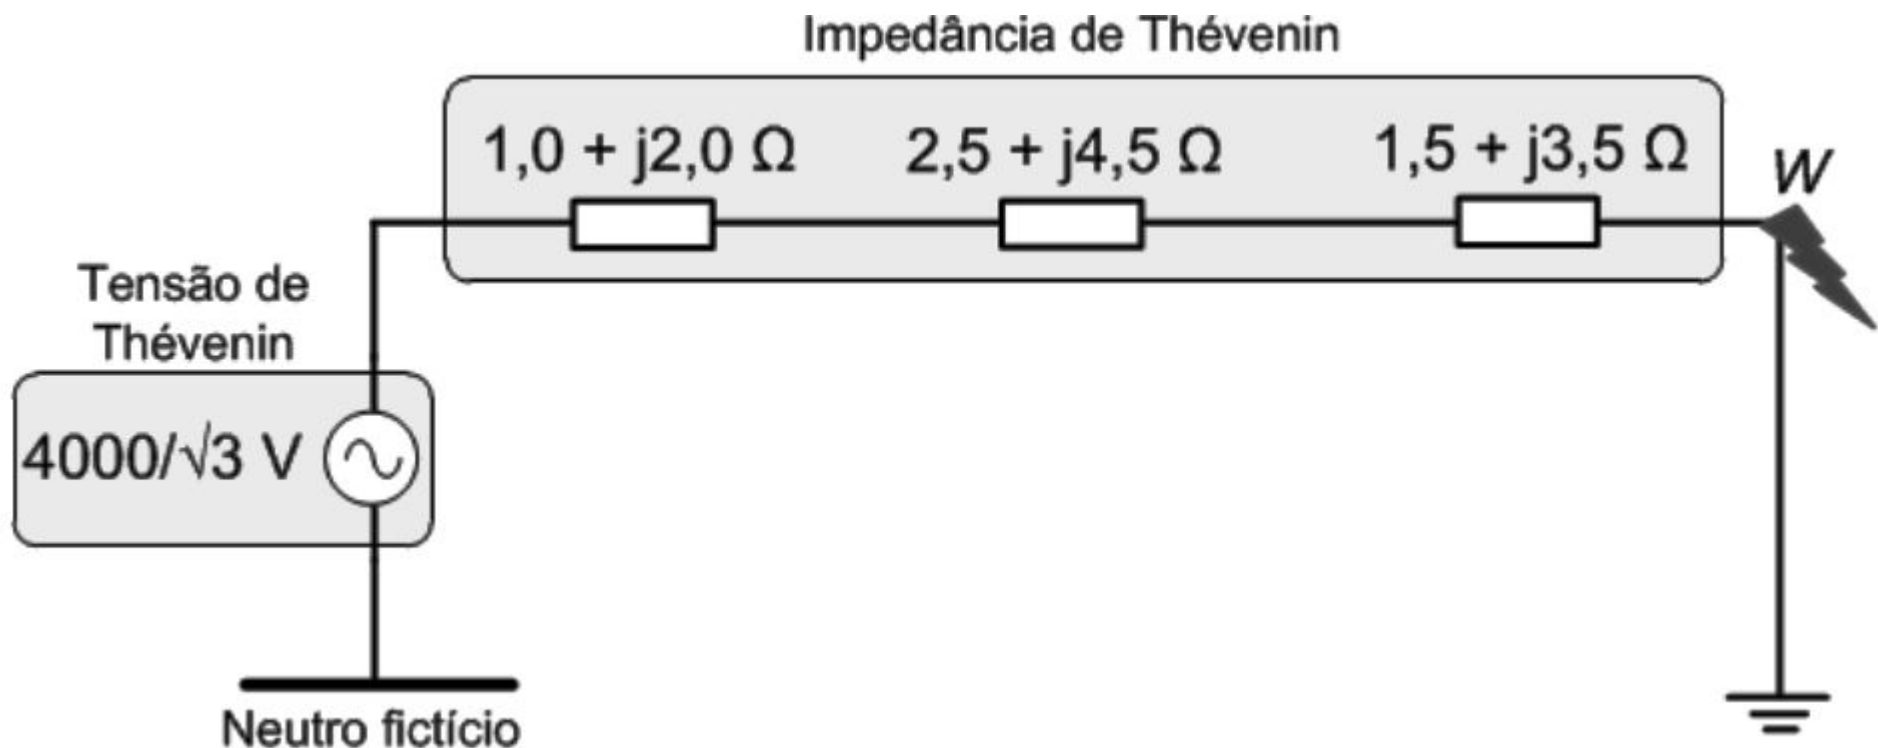 Impedância de Thévenin
1,0 + j2,0 Ω
2,5 + j4,5 Ω
1,5 + j3,5 Ω
W
Tensão de
Thévenin
4000/√3 V
Neutro fictício